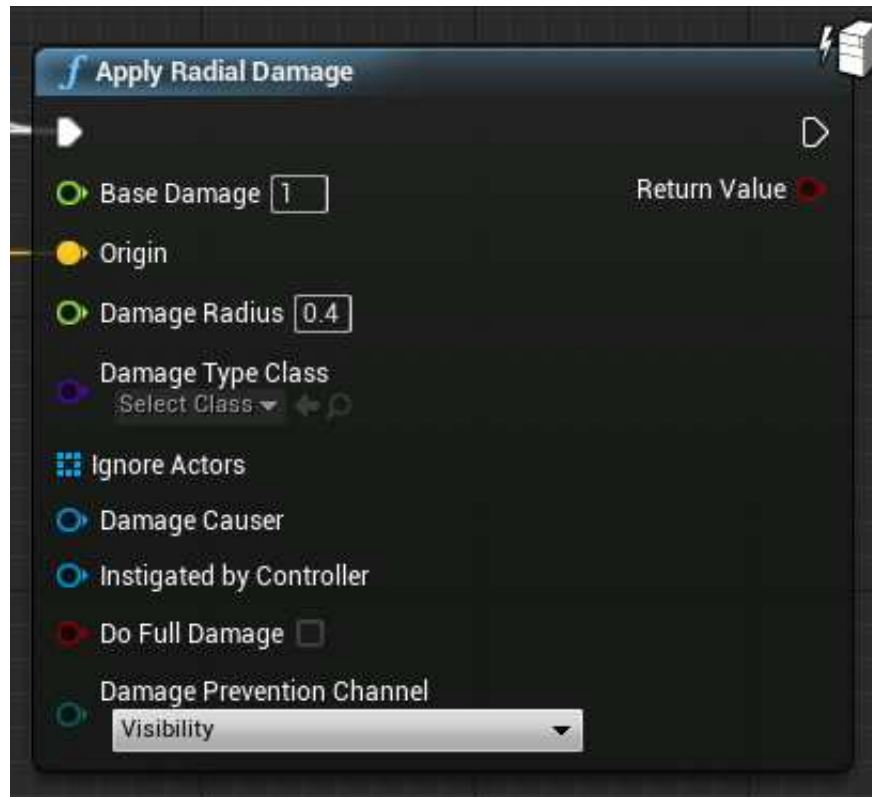 Apply Radial Damage
Base Damage 1
Return Value
Origin
Damage Radius 0.4
Damage Type Class
Select Class
Ignore Actors
Damage Causer
Instigated by Controller
Do Full Damage
Damage Prevention Channel
Visibility